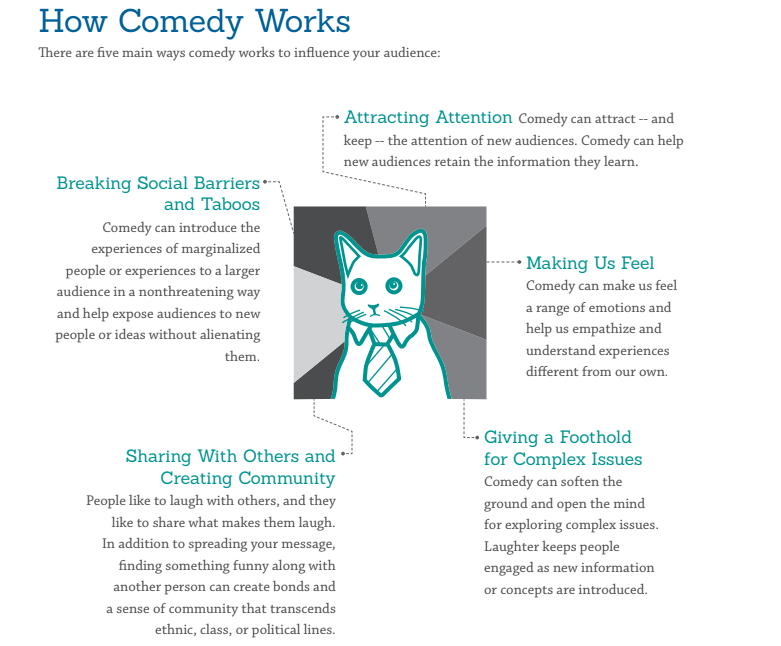 How Comedy Works
There are five main ways comedy works to influence your audience:
Attracting Attention Comedy can attract -- and
keep -- the attention of new audiences. Comedy can help
new audiences retain the information they learn.
Breaking Social Barriers
and Taboos
Comedy can introduce the
experiences of marginalized
people or experiences to a larger
audience in a nonthreatening way
and help expose audiences to new
people or ideas without alienating
them.
Making Us Feel
Comedy can make us feel
a range of emotions and
help us empathize and
understand experiences
different from our own.
Sharing With Others and
Creating Community
People like to laugh with others, and they
like to share what makes them laugh.
In addition to spreading your message,
finding something funny along with
another person can create bonds and
a sense of community that transcends
ethnic, class, or political lines.
Giving a Foothold
for Complex Issues
Comedy can soften the
ground and open the mind
for exploring complex issues.
Laughter keeps people
engaged as new information
or concepts are introduced.